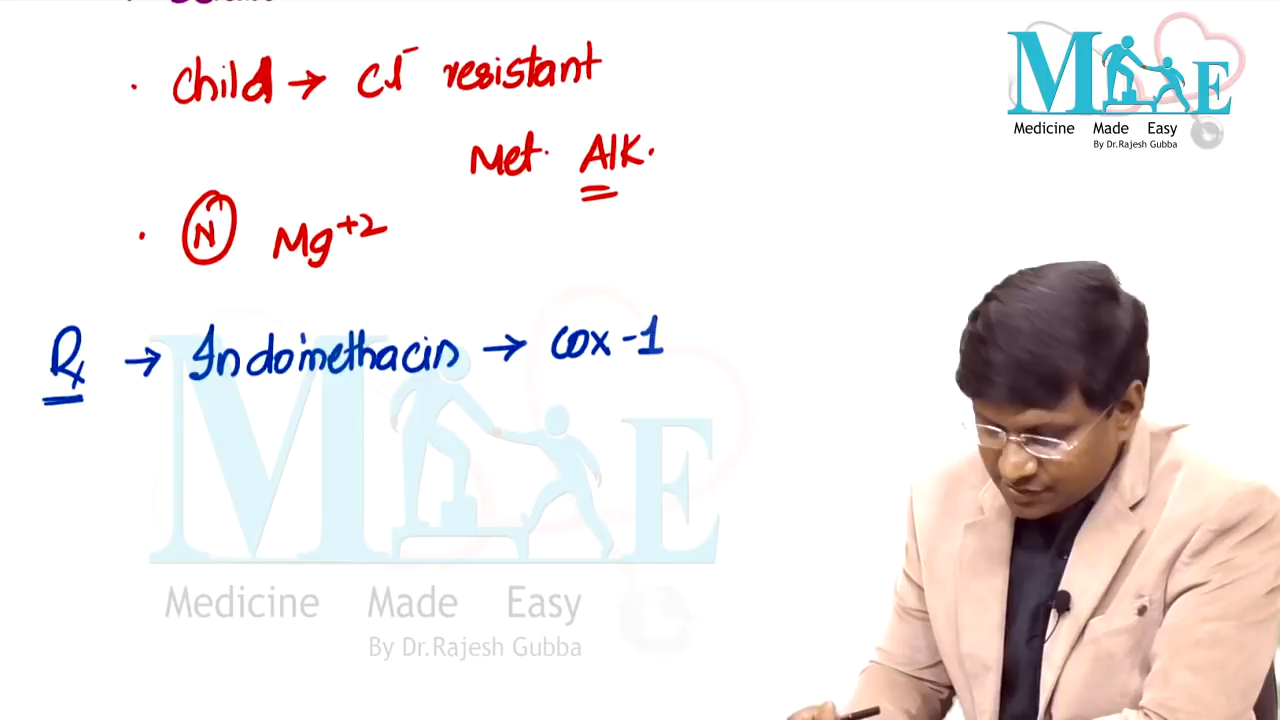 · Child → Cl⁻ resistant
Met. Alk.
· N Mg+2
Rx → Indomethacin → COX-1
M E
Medicine Made Easy
By Dr.Rajesh Gubba
M E
Medicine Made Easy
By Dr.Rajesh Gubba